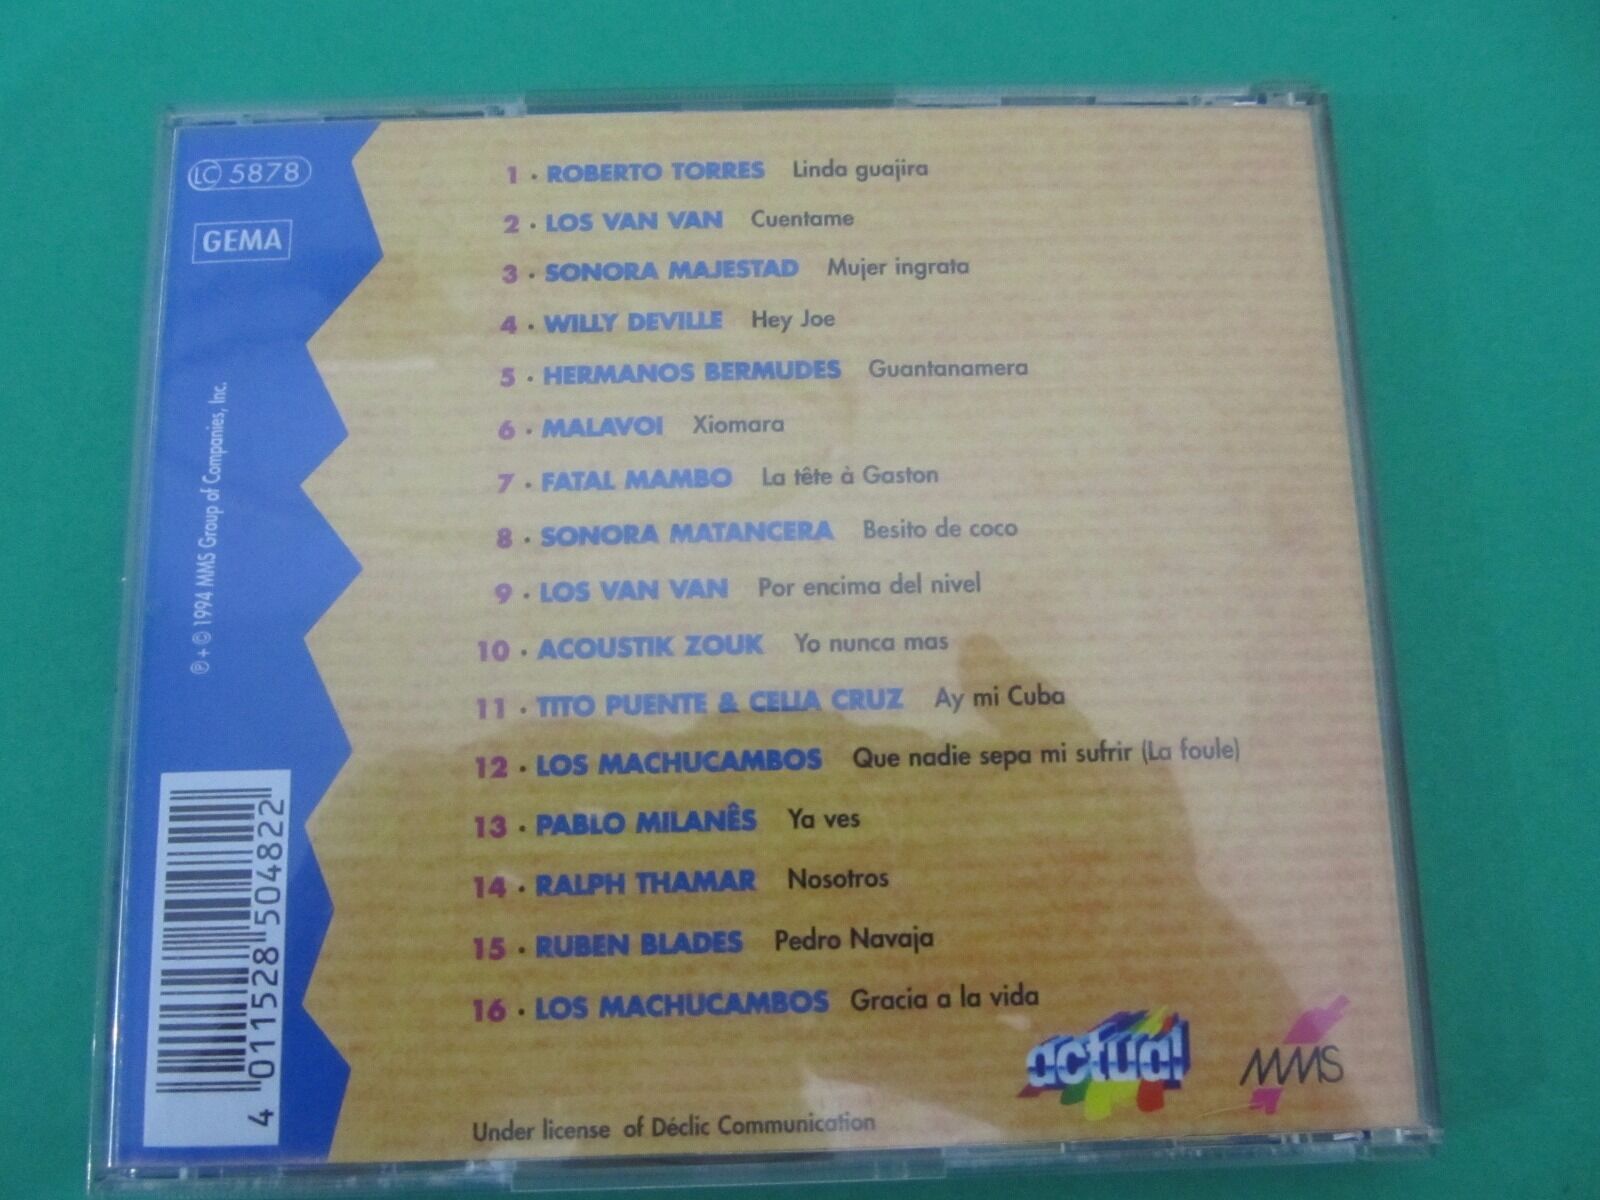 LC 5878
GEMA
℗ + © 1994 MMS Group of Companies, Inc.
4 011528 504822
1 • ROBERTO TORRES Linda guajira
2 • LOS VAN VAN Cuentame
3 • SONORA MAJESTAD Mujer ingrata
4 • WILLY DEVILLE Hey Joe
5 • HERMANOS BERMUDES Guantanamera
6 • MALAVOI Xiomara
7 • FATAL MAMBO La tête à Gaston
8 • SONORA MATANCERA Besito de coco
9 • LOS VAN VAN Por encima del nivel
10 • ACOUSTIK ZOUK Yo nunca mas
11 • TITO PUENTE & CELIA CRUZ Ay mi Cuba
12 • LOS MACHUCAMBOS Que nadie sepa mi sufrir (La foule)
13 • PABLO MILANÊS Ya ves
14 • RALPH THAMAR Nosotros
15 • RUBEN BLADES Pedro Navaja
16 • LOS MACHUCAMBOS Gracia a la vida
actual
MMS
Under license of Déclic Communication